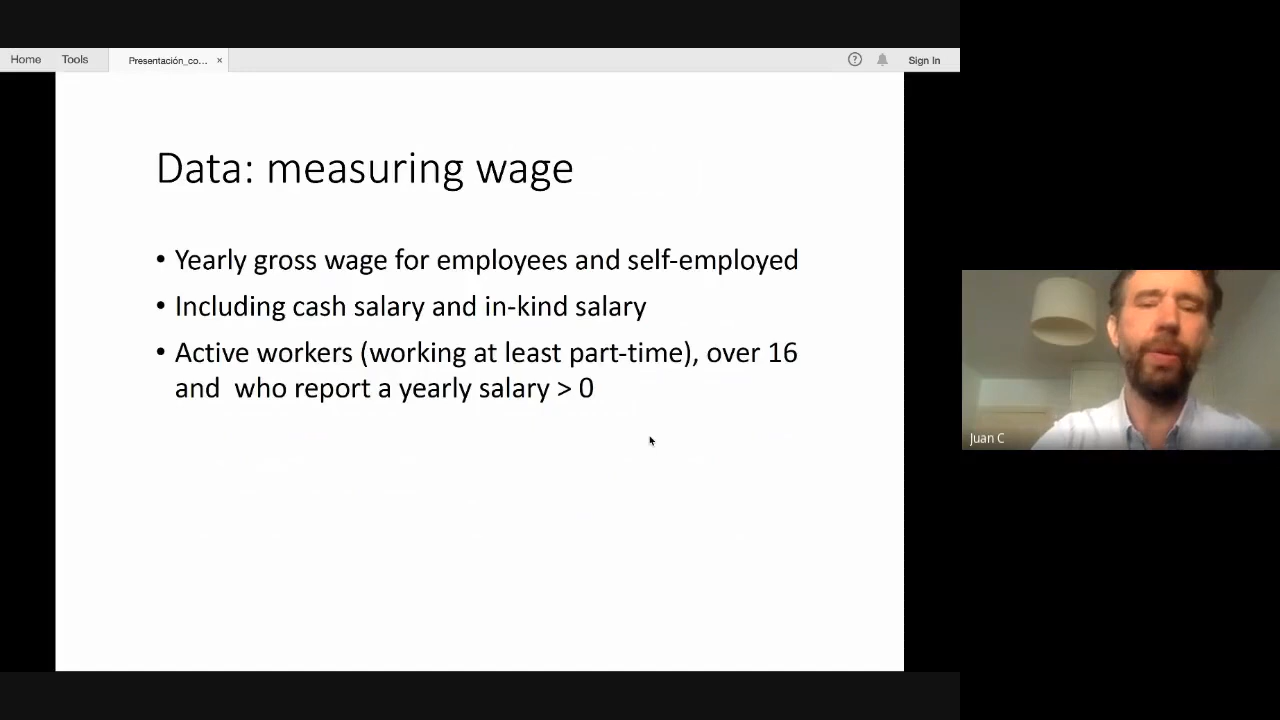 Home Tools Presentación_co... × ? Sign In
Data: measuring wage
• Yearly gross wage for employees and self-employed
• Including cash salary and in-kind salary
• Active workers (working at least part-time), over 16
and  who report a yearly salary > 0
Juan C